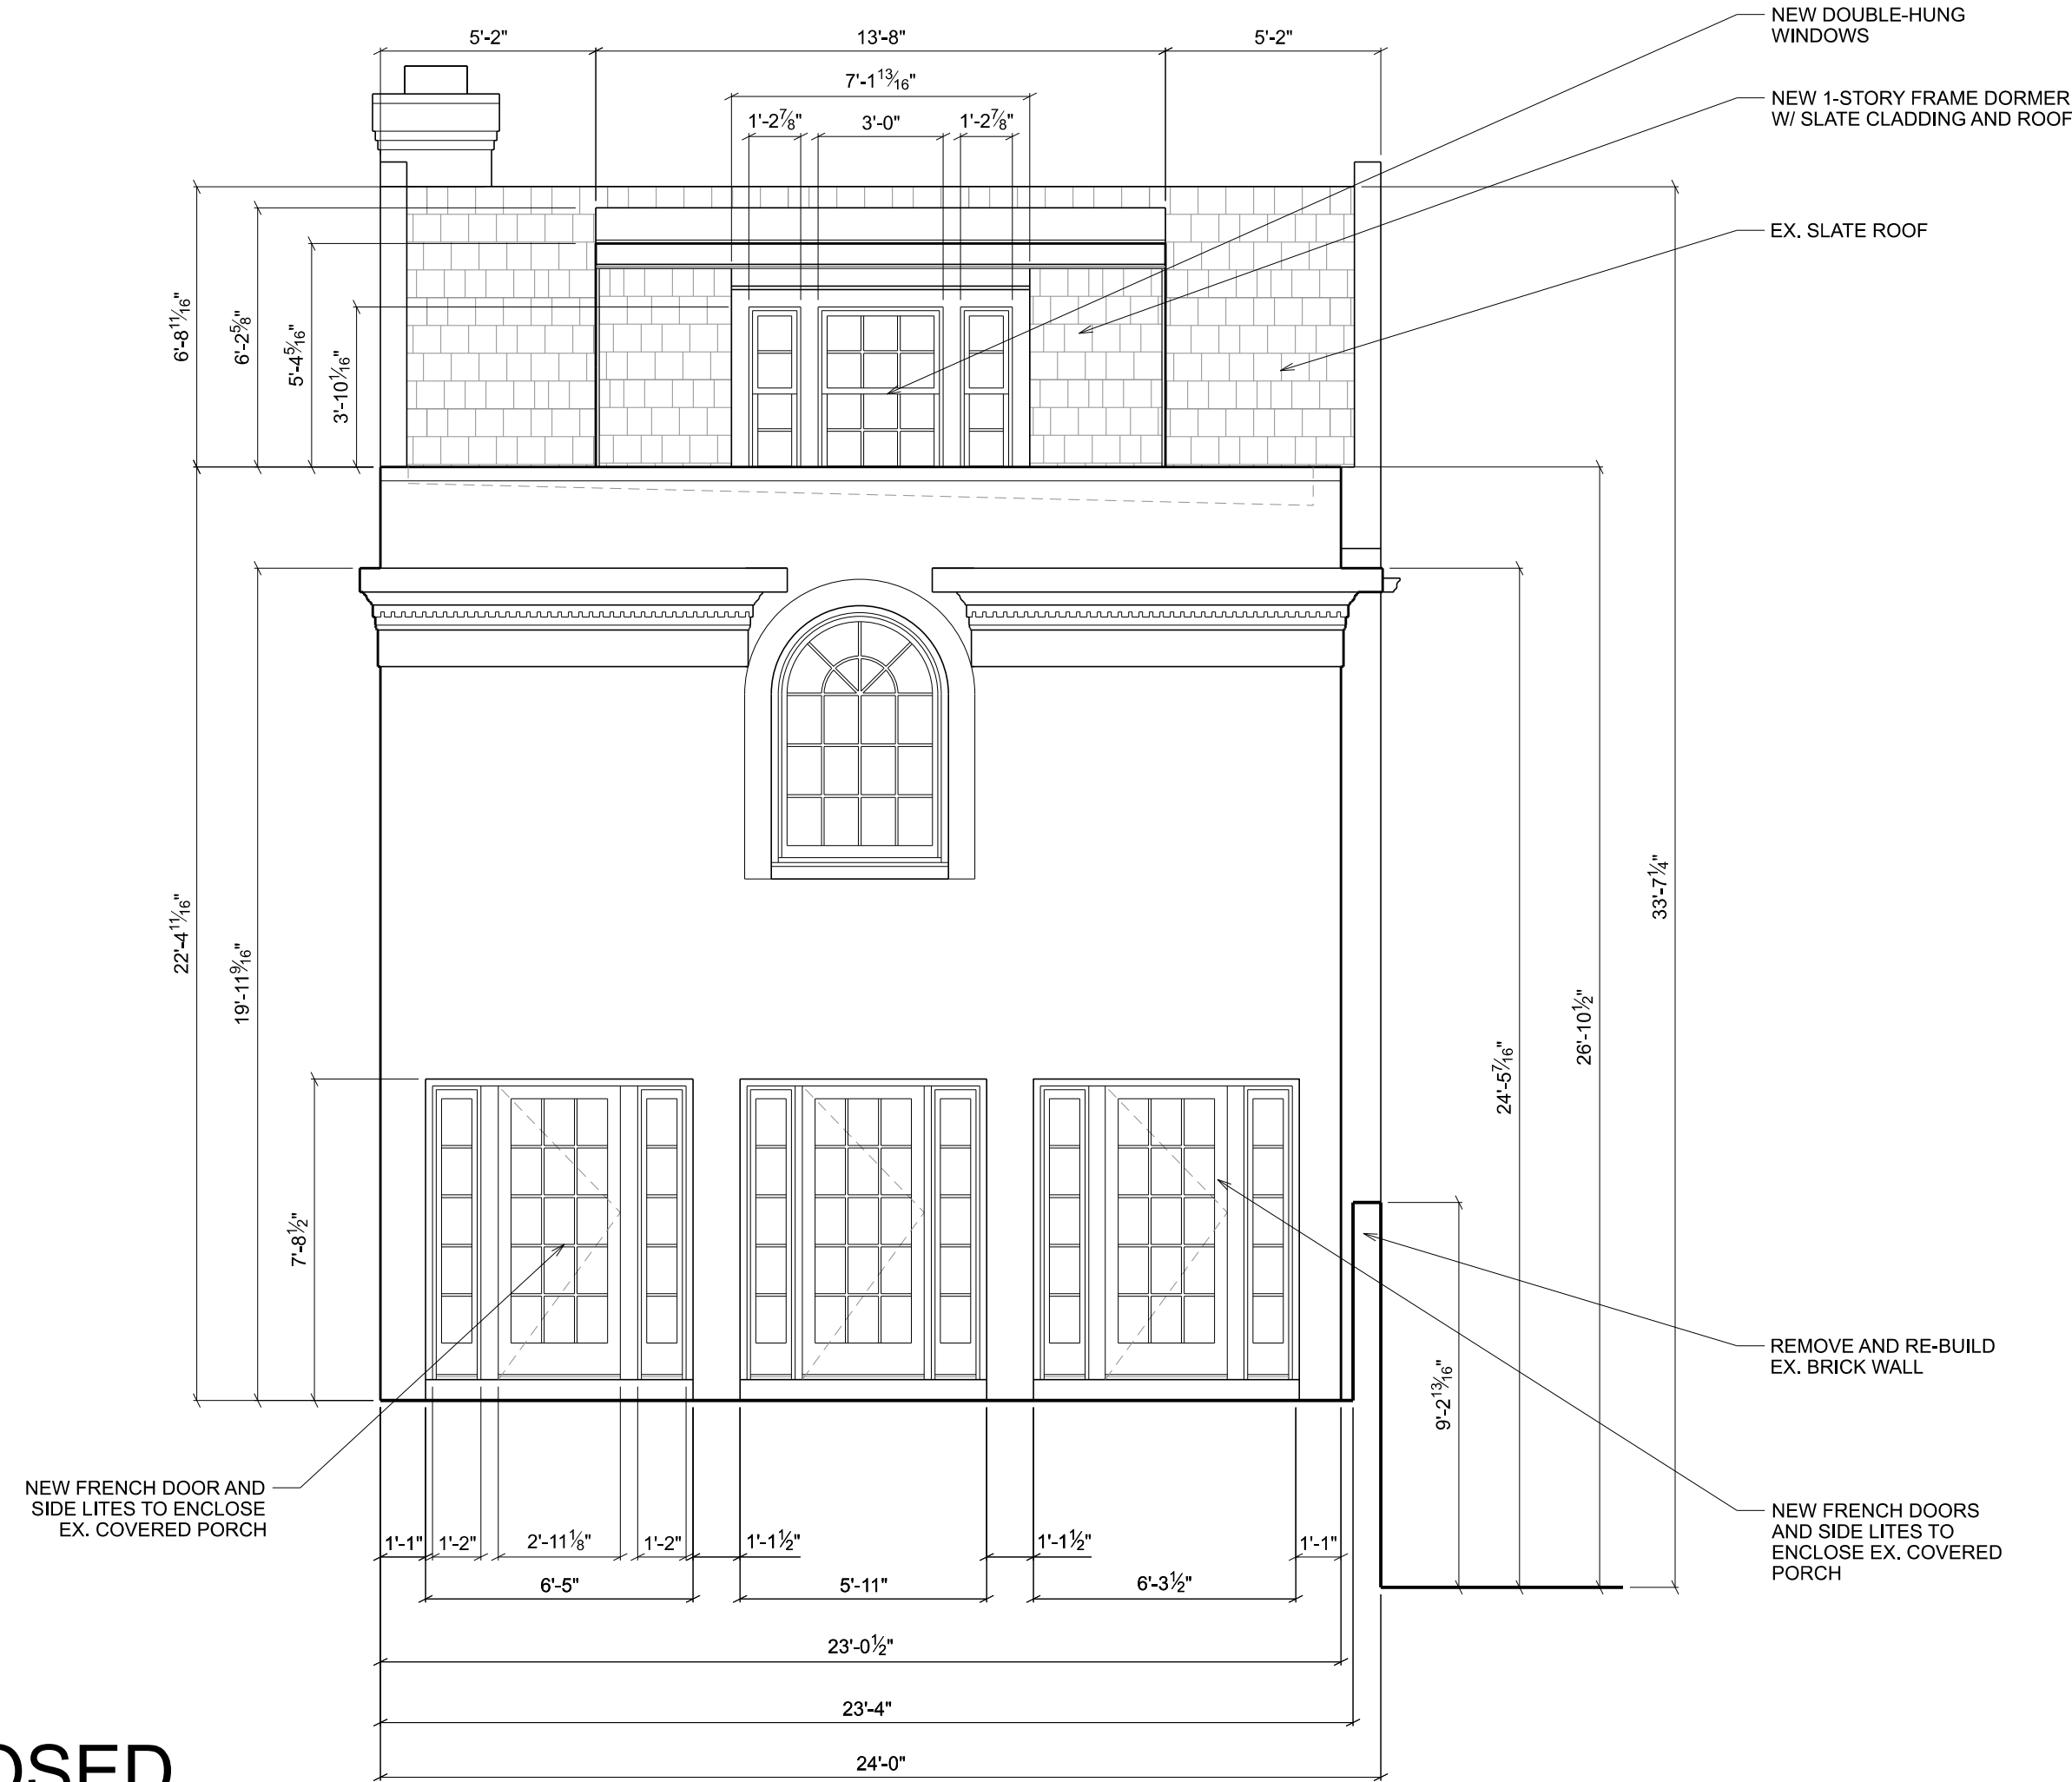 NEW DOUBLE-HUNG
WINDOWS
5'-2"
13'-8"
5'-2"
7'-1 13/16"
NEW 1-STORY FRAME DORMER
W/ SLATE CLADDING AND ROOF
1'-2 7/8"
3'-0"
1'-2 7/8"
EX. SLATE ROOF
6'-8 11/16"
6'-2 5/8"
5'-4 5/16"
3'-10 1/16"
22'-4 11/16"
19'-11 9/16"
7'-8 1/2"
33'-7 1/4"
26'-10 1/2"
24'-5 7/16"
9'-2 13/16"
REMOVE AND RE-BUILD
EX. BRICK WALL
NEW FRENCH DOOR AND
SIDE LITES TO ENCLOSE
EX. COVERED PORCH
NEW FRENCH DOORS
AND SIDE LITES TO
ENCLOSE EX. COVERED
PORCH
1'-1"
1'-2"
2'-11 1/8"
1'-2"
1'-1 1/2"
1'-1 1/2"
1'-1"
6'-5"
5'-11"
6'-3 1/2"
23'-0 1/2"
23'-4"
24'-0"
OSED